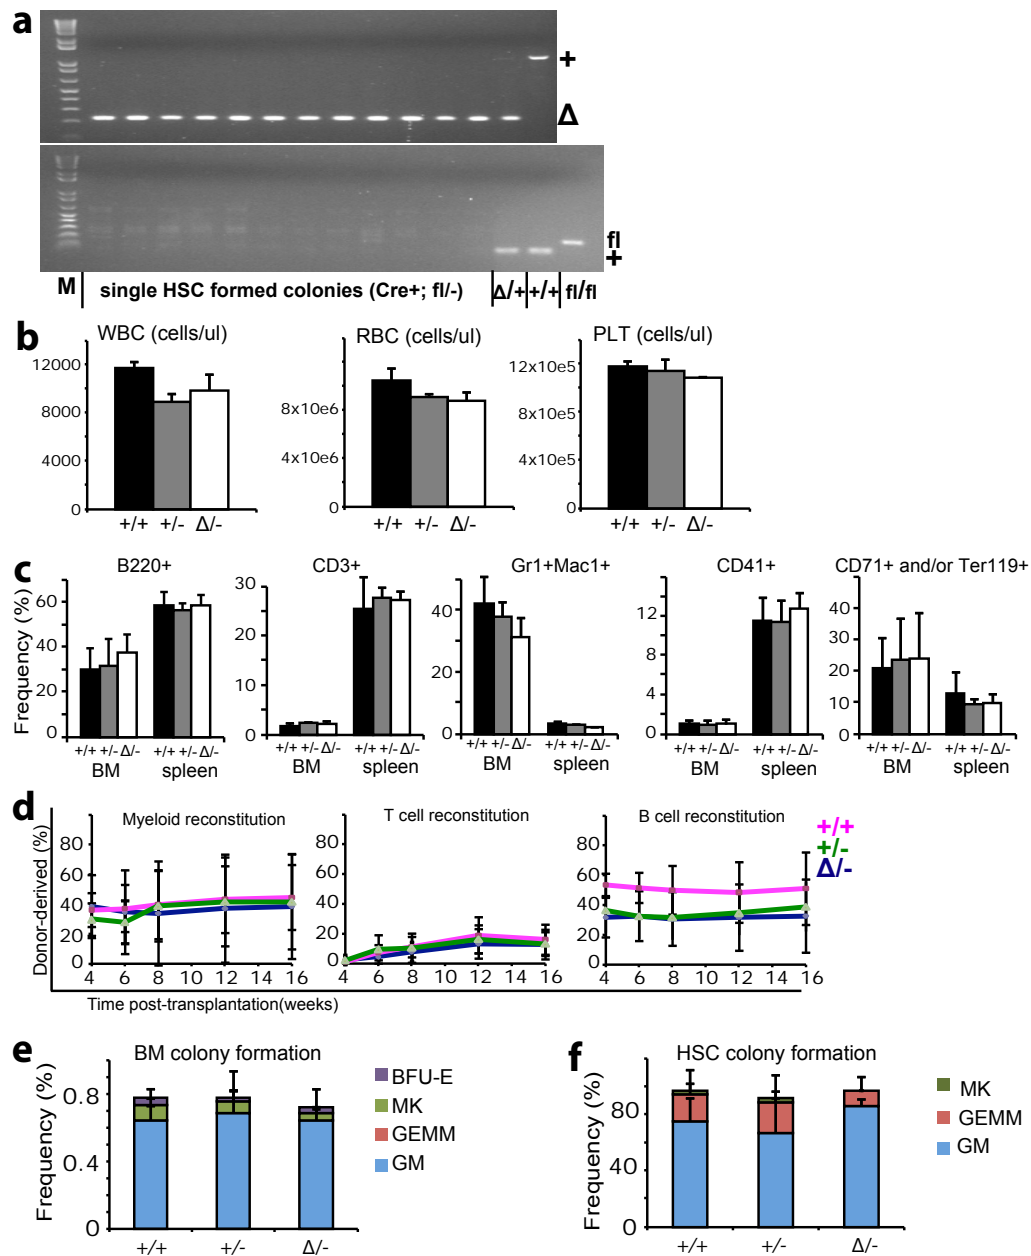 a
+
Δ
fl
+
M single HSC formed colonies (Cre+; fl/-) Δ/+ +/+ fl/fl
b
WBC (cells/ul) RBC (cells/ul) PLT (cells/ul)
12000
8000
4000
0
8x10e6
4x10e6
0
12x10e5
8x10e5
4x10e5
0
+/+ +/- Δ/- +/+ +/- Δ/- +/+ +/- Δ/-
c
B220+ CD3+ Gr1+Mac1+ CD41+ CD71+ and/or Ter119+
Frequency (%)
60
40
20
0
30
20
10
0
40
20
0
12
8
4
0
50
40
30
20
10
0
+/+ +/- Δ/- +/+ +/- Δ/- +/+ +/- Δ/- +/+ +/- Δ/- +/+ +/- Δ/- +/+ +/- Δ/- +/+ +/- Δ/- +/+ +/- Δ/- +/+ +/- Δ/- +/+ +/- Δ/-
BM spleen BM spleen BM spleen BM spleen BM spleen
d
Myeloid reconstitution T cell reconstitution B cell reconstitution
+/+
+/-
Δ/-
Donor-derived (%)
80
60
40
20
0
80
60
40
20
0
80
60
40
20
0
4 6 8 10 12 14 16 4 6 8 10 12 14 16 4 6 8 10 12 14 16
Time post-transplantation(weeks)
e
BM colony formation
Frequency (%)
0.8
0.4
0
BFU-E
MK
GEMM
GM
+/+ +/- Δ/-
f
HSC colony formation
Frequency (%)
80
40
0
MK
GEMM
GM
+/+ +/- Δ/-